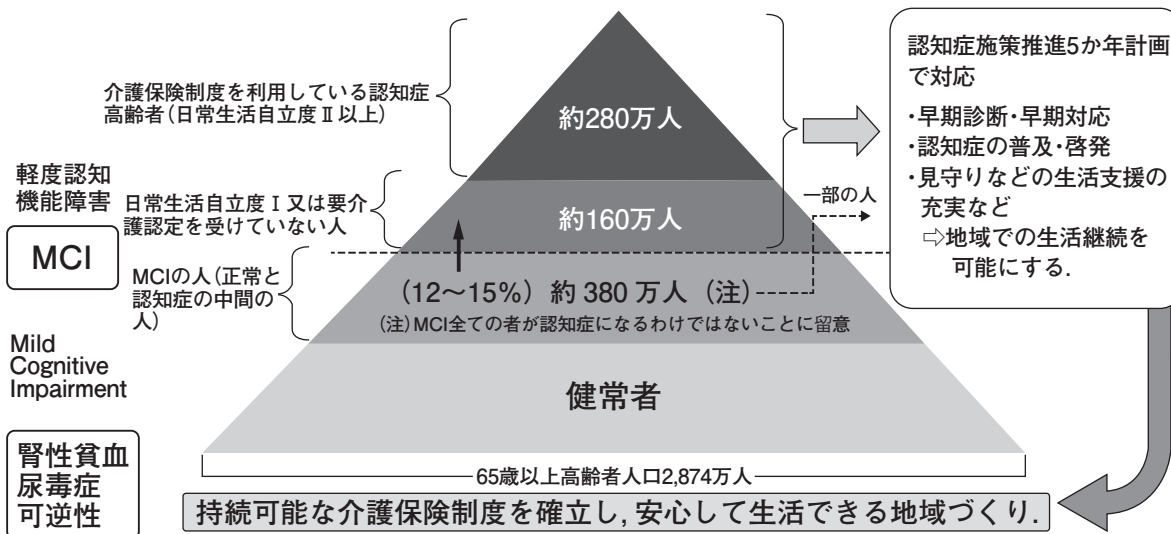 介護保険制度を利用している認知症
高齢者(日常生活自立度Ⅱ以上)
約280万人
認知症施策推進5か年計画
で対応
・早期診断・早期対応
・認知症の普及・啓発
・見守りなどの生活支援の
充実など
⇨地域での生活継続を
可能にする.
軽度認知
機能障害
MCI
日常生活自立度Ⅰ又は要介
護認定を受けていない人
約160万人
一部の人
MCIの人(正常と
認知症の中間の
人)
(12〜15%) 約 380 万人 (注)
(注)MCI全ての者が認知症になるわけではないことに留意
Mild
Cognitive
Impairment
健常者
腎性貧血
尿毒症
可逆性
65歳以上高齢者人口2,874万人
持続可能な介護保険制度を確立し,安心して生活できる地域づくり.